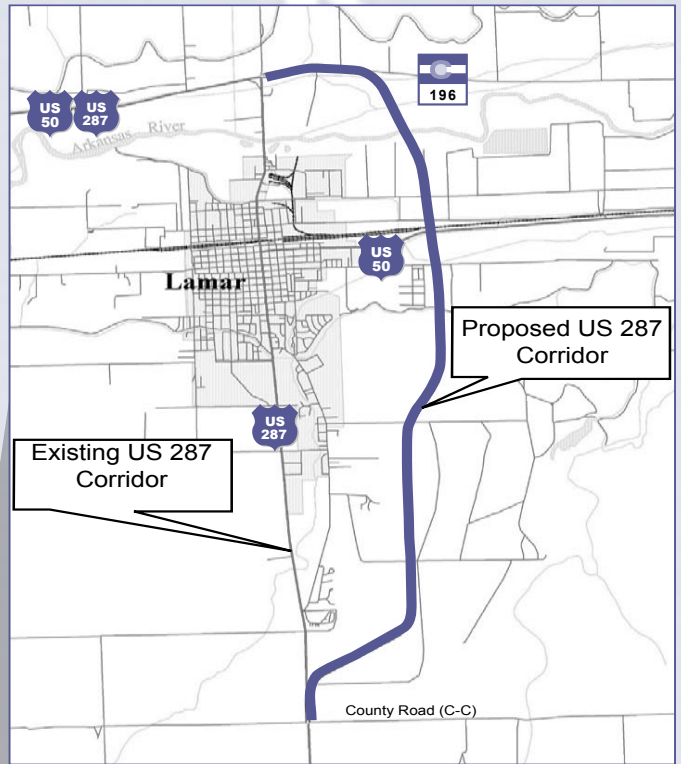 196
US
50
US
287
Arkansas River
US
50
Lamar
Proposed US 287
Corridor
US
287
Existing US 287
Corridor
County Road (C-C)